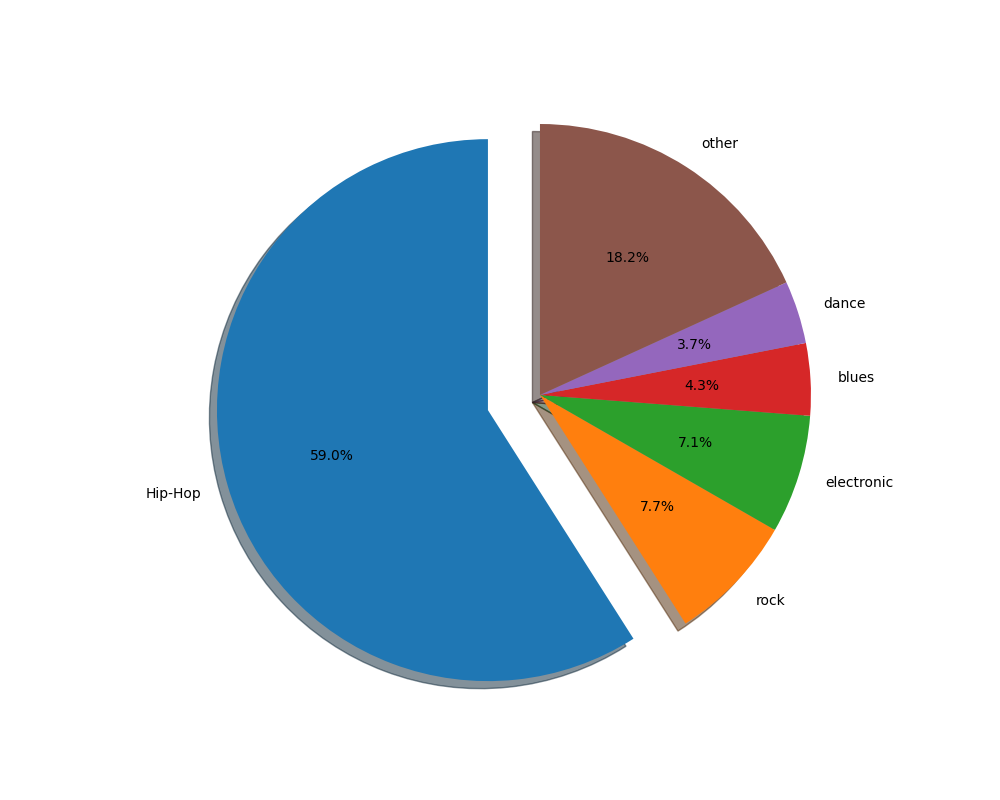 other
18.2%
dance
3.7%
blues
4.3%
7.1%
electronic
59.0%
Hip-Hop
7.7%
rock